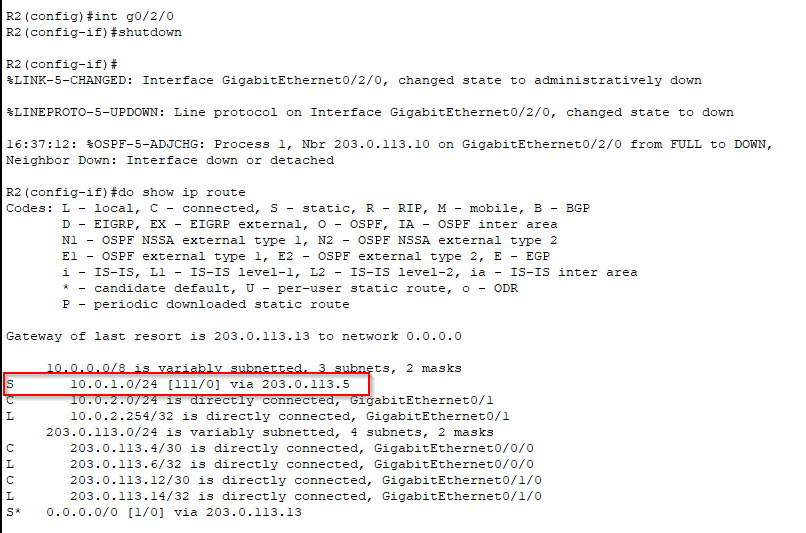 R2(config)#int g0/2/0
R2(config-if)#shutdown
R2(config-if)#
%LINK-5-CHANGED: Interface GigabitEthernet0/2/0, changed state to administratively down
%LINEPROTO-5-UPDOWN: Line protocol on Interface GigabitEthernet0/2/0, changed state to down
16:37:12: %OSPF-5-ADJCHG: Process 1, Nbr 203.0.113.10 on GigabitEthernet0/2/0 from FULL to DOWN,
Neighbor Down: Interface down or detached
R2(config-if)#do show ip route
Codes: L - local, C - connected, S - static, R - RIP, M - mobile, B - BGP
D - EIGRP, EX - EIGRP external, O - OSPF, IA - OSPF inter area
N1 - OSPF NSSA external type 1, N2 - OSPF NSSA external type 2
E1 - OSPF external type 1, E2 - OSPF external type 2, E - EGP
i - IS-IS, L1 - IS-IS level-1, L2 - IS-IS level-2, ia - IS-IS inter area
* - candidate default, U - per-user static route, o - ODR
P - periodic downloaded static route
Gateway of last resort is 203.0.113.13 to network 0.0.0.0
10.0.0.0/8 is variably subnetted, 3 subnets, 2 masks
S 10.0.1.0/24 [111/0] via 203.0.113.5
C 10.0.2.0/24 is directly connected, GigabitEthernet0/1
L 10.0.2.254/32 is directly connected, GigabitEthernet0/1
203.0.113.0/24 is variably subnetted, 4 subnets, 2 masks
C 203.0.113.4/30 is directly connected, GigabitEthernet0/0/0
L 203.0.113.6/32 is directly connected, GigabitEthernet0/0/0
C 203.0.113.12/30 is directly connected, GigabitEthernet0/1/0
L 203.0.113.14/32 is directly connected, GigabitEthernet0/1/0
S* 0.0.0.0/0 [1/0] via 203.0.113.13